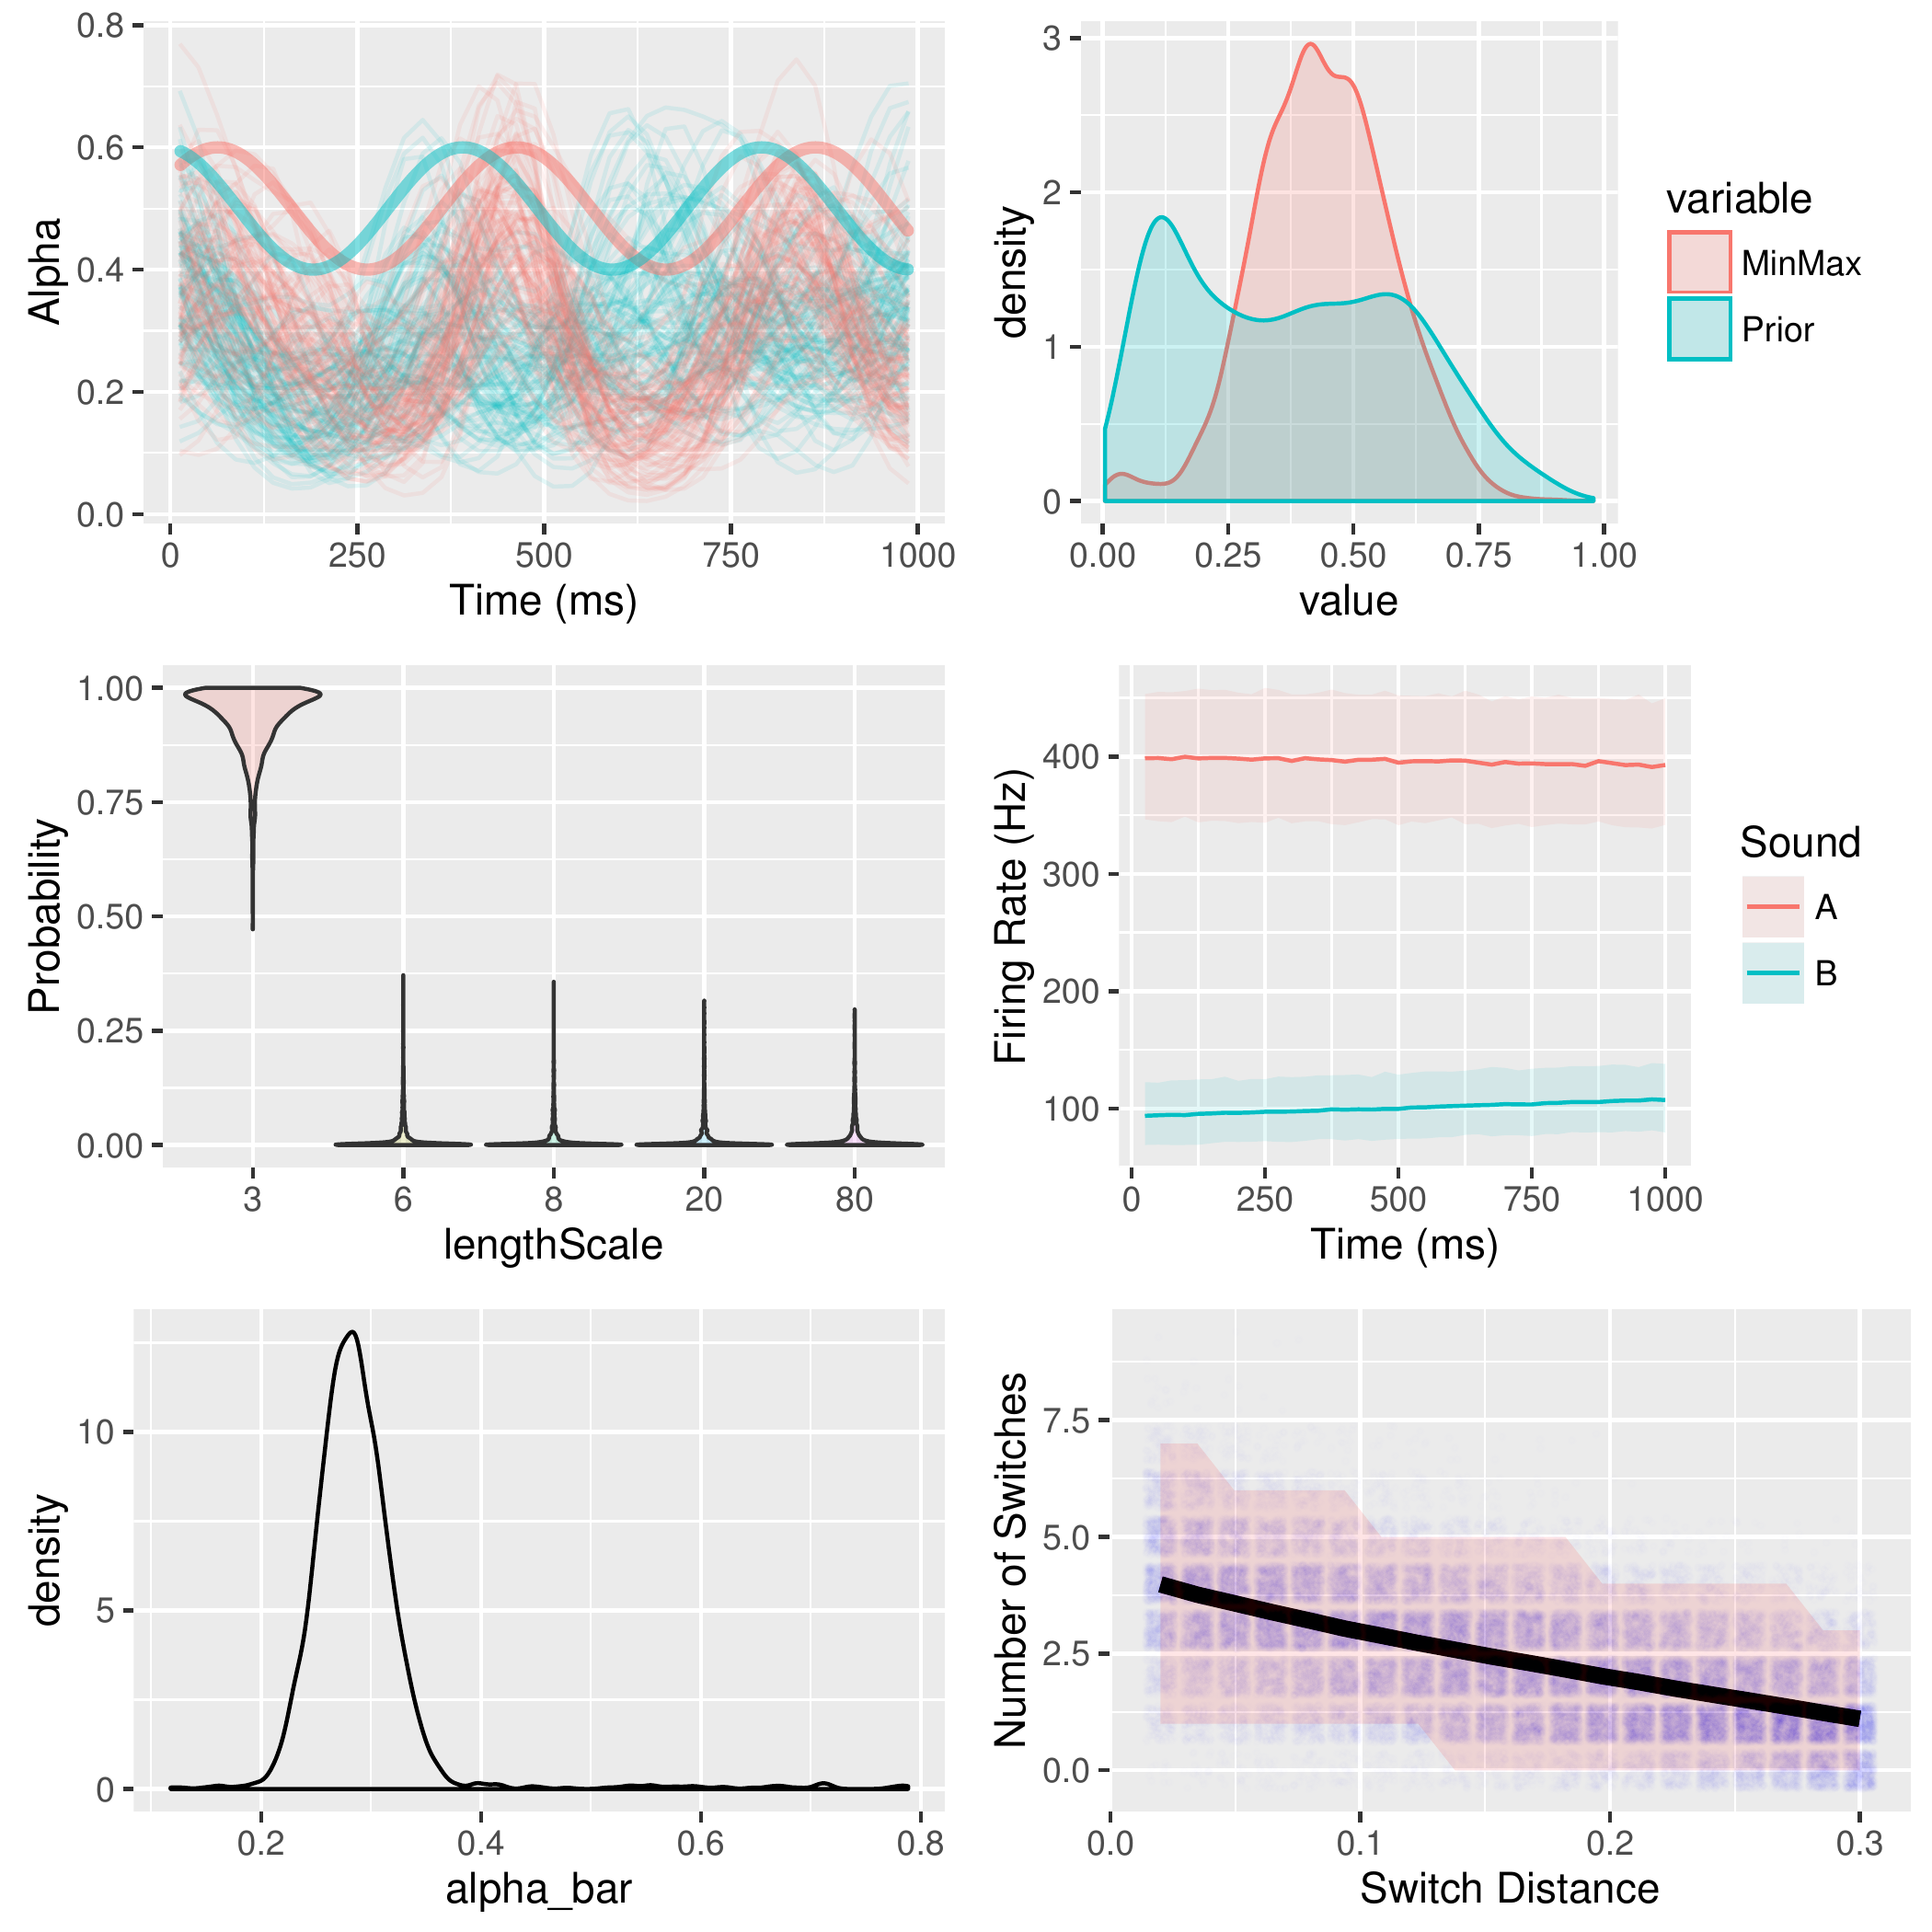 0.8
0.6
0.4
0.2
0.0
Alpha
0 250 500 750 1000
Time (ms)
3
2
1
0
density
0.00 0.25 0.50 0.75 1.00
value
variable
MinMax
Prior
1.00
0.75
0.50
0.25
0.00
Probability
3 6 8 20 80
lengthScale
400
300
200
100
Firing Rate (Hz)
0 250 500 750 1000
Time (ms)
Sound
A
B
10
5
0
density
0.2 0.4 0.6 0.8
alpha_bar
7.5
5.0
2.5
0.0
Number of Switches
0.0 0.1 0.2 0.3
Switch Distance